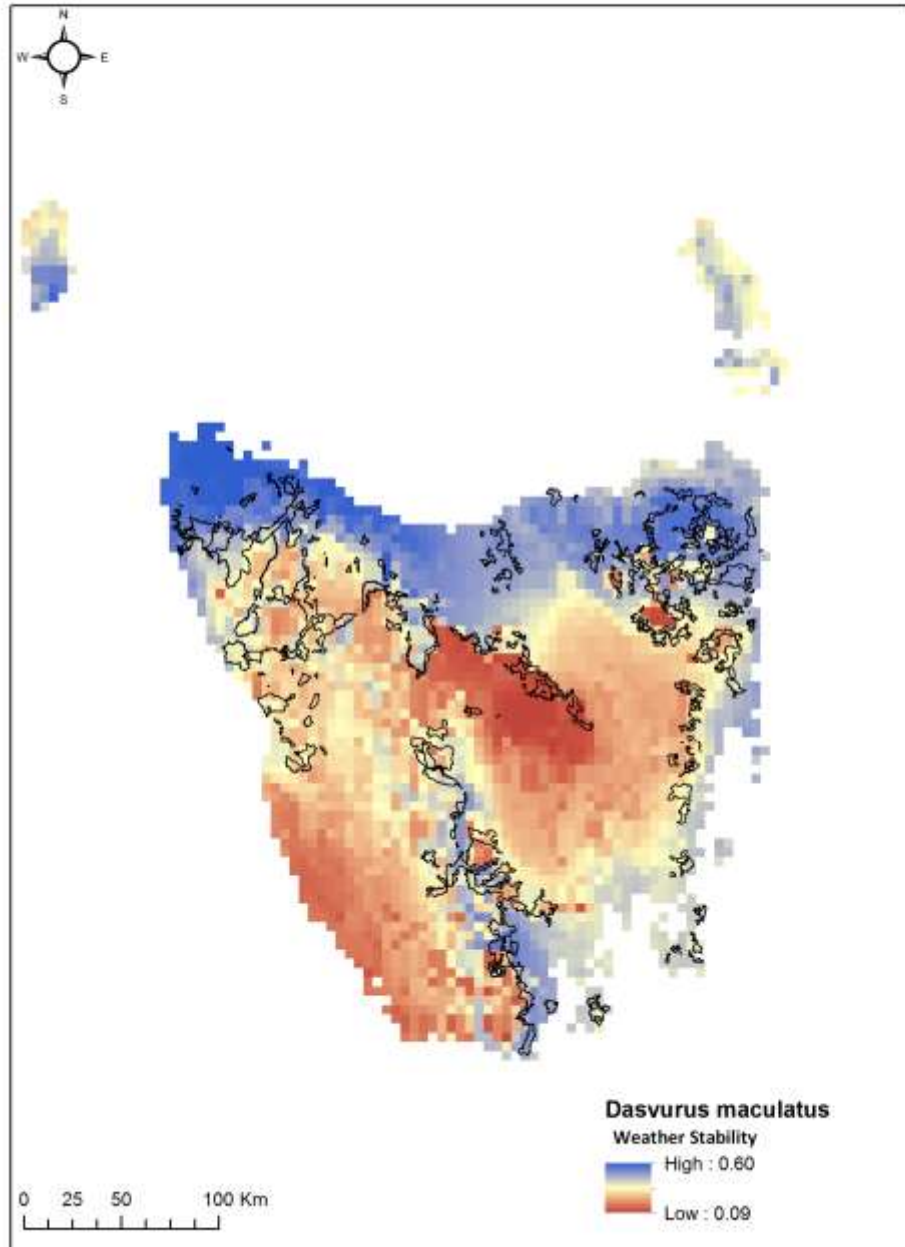 N
W E
S
Dasvurus maculatus
Weather Stability
High : 0.60
Low : 0.09
0 25 50 100 Km